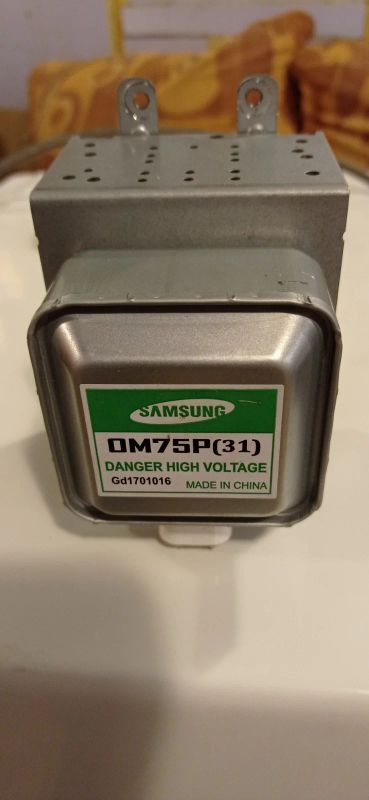 SAMSUNG
OM75P(31)
DANGER HIGH VOLTAGE
Gd1701016 MADE IN CHINA